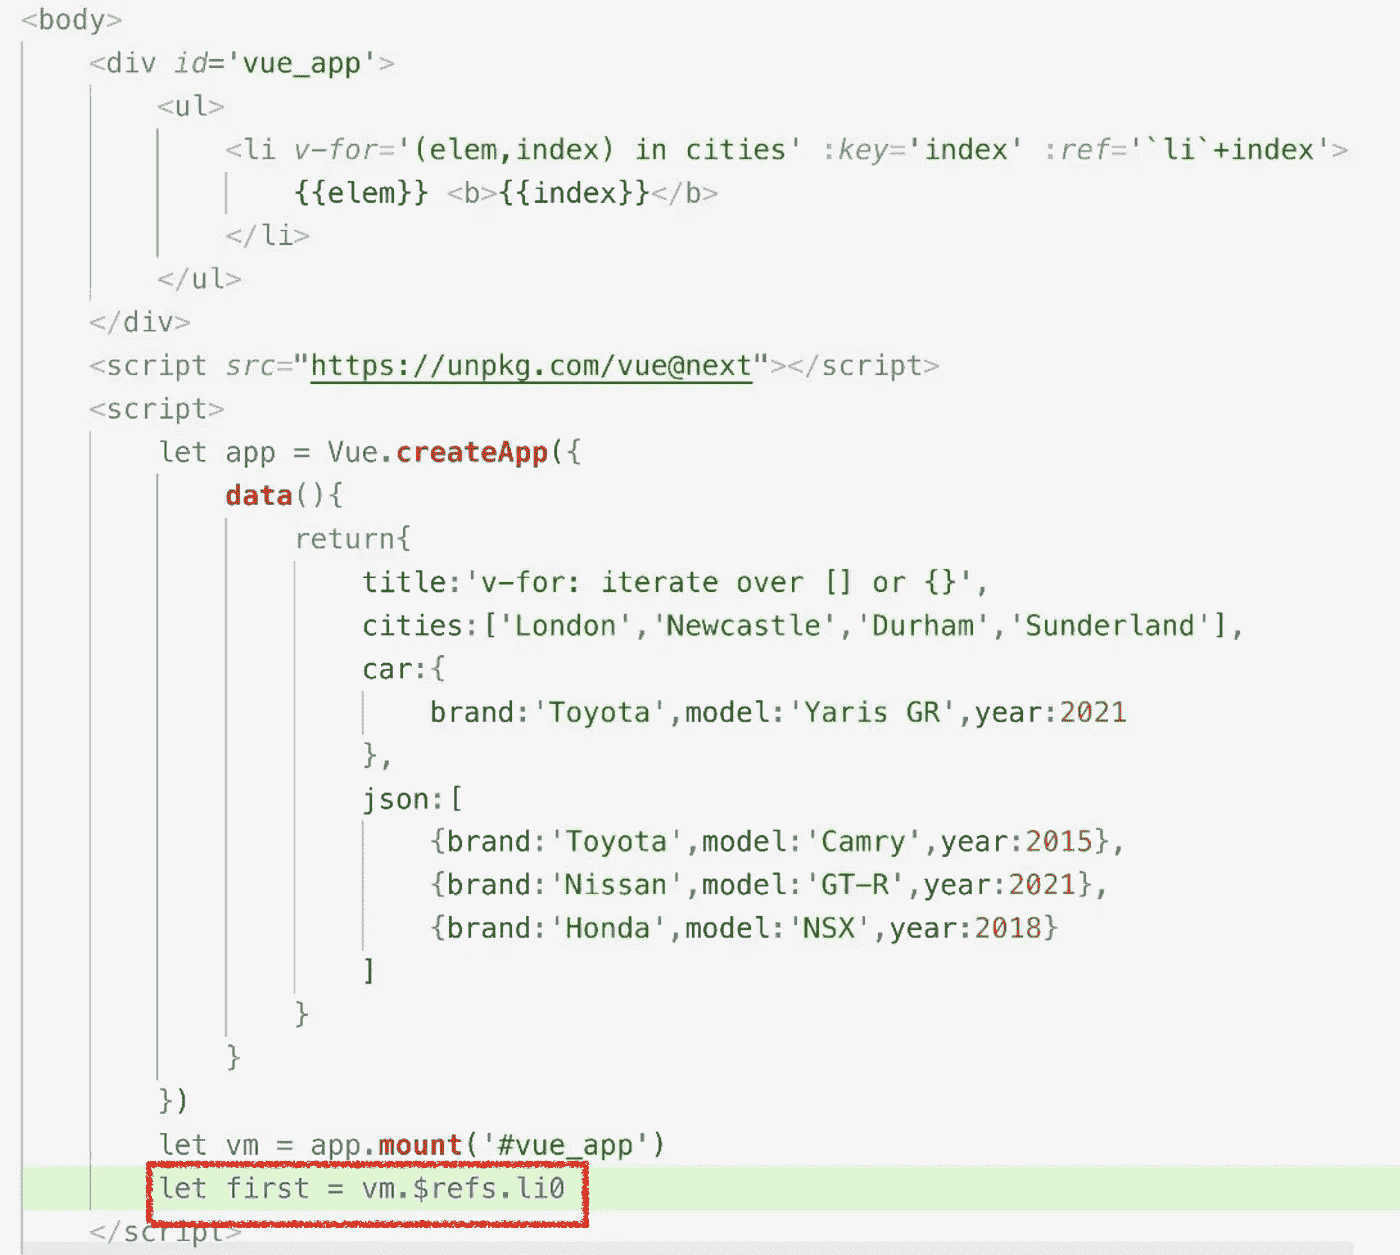 <body>
<div id='vue_app'>
<ul>
<li v-for='(elem,index) in cities' :key='index' :ref='`li`+index'>
{{elem}} <b>{{index}}</b>
</li>
</ul>
</div>
<script src="https://unpkg.com/vue@next"></script>
<script>
let app = Vue.createApp({
data(){
return{
title:'v-for: iterate over [] or {}',
cities:['London','Newcastle','Durham','Sunderland'],
car:{
brand:'Toyota',model:'Yaris GR',year:2021
},
json:[
{brand:'Toyota',model:'Camry',year:2015},
{brand:'Nissan',model:'GT-R',year:2021},
{brand:'Honda',model:'NSX',year:2018}
]
}
}
})
let vm = app.mount('#vue_app')
let first = vm.$refs.li0
</script>